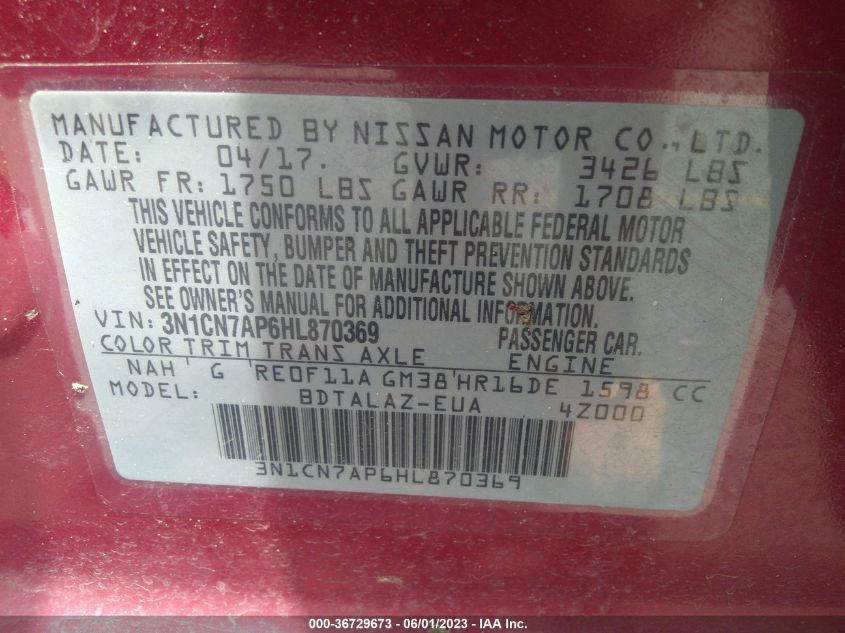 MANUFACTURED BY NISSAN MOTOR CO., LTD.
DATE: 04/17. GVWR: 3426 LBS
GAWR FR: 1750 LBS GAWR RR: 1708 LBS
THIS VEHICLE CONFORMS TO ALL APPLICABLE FEDERAL MOTOR
VEHICLE SAFETY, BUMPER AND THEFT PREVENTION STANDARDS
IN EFFECT ON THE DATE OF MANUFACTURE SHOWN ABOVE.
SEE OWNER'S MANUAL FOR ADDITIONAL INFORMATION.
VIN: 3N1CN7AP6HL870369 PASSENGER CAR.
COLOR TRIM TRANS AXLE ENGINE
NAH G RE0F11A GM38 HR16DE 1598 CC
MODEL: BDTALAZ-EUA 4Z000
3N1CN7AP6HL870369
000-36729673 - 06/01/2023 - IAAI, Inc.